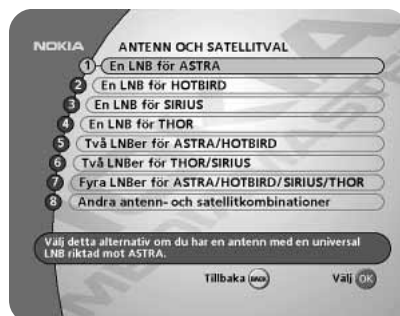 NOKIA
ANTENN OCH SATELLITVAL
1 En LNB för ASTRA
2 En LNB för HOTBIRD
3 En LNB för SIRIUS
4 En LNB för THOR
5 Två LNBer för ASTRA/HOTBIRD
6 Två LNBer för THOR/SIRIUS
7 Fyra LNBer för ASTRA/HOTBIRD/SIRIUS/THOR
8 Andra antenn- och satellitkombinationer
Välj detta alternativ om du har en antenn med en universal
LNB riktad mot ASTRA.
Tillbaka BACK Välj OK